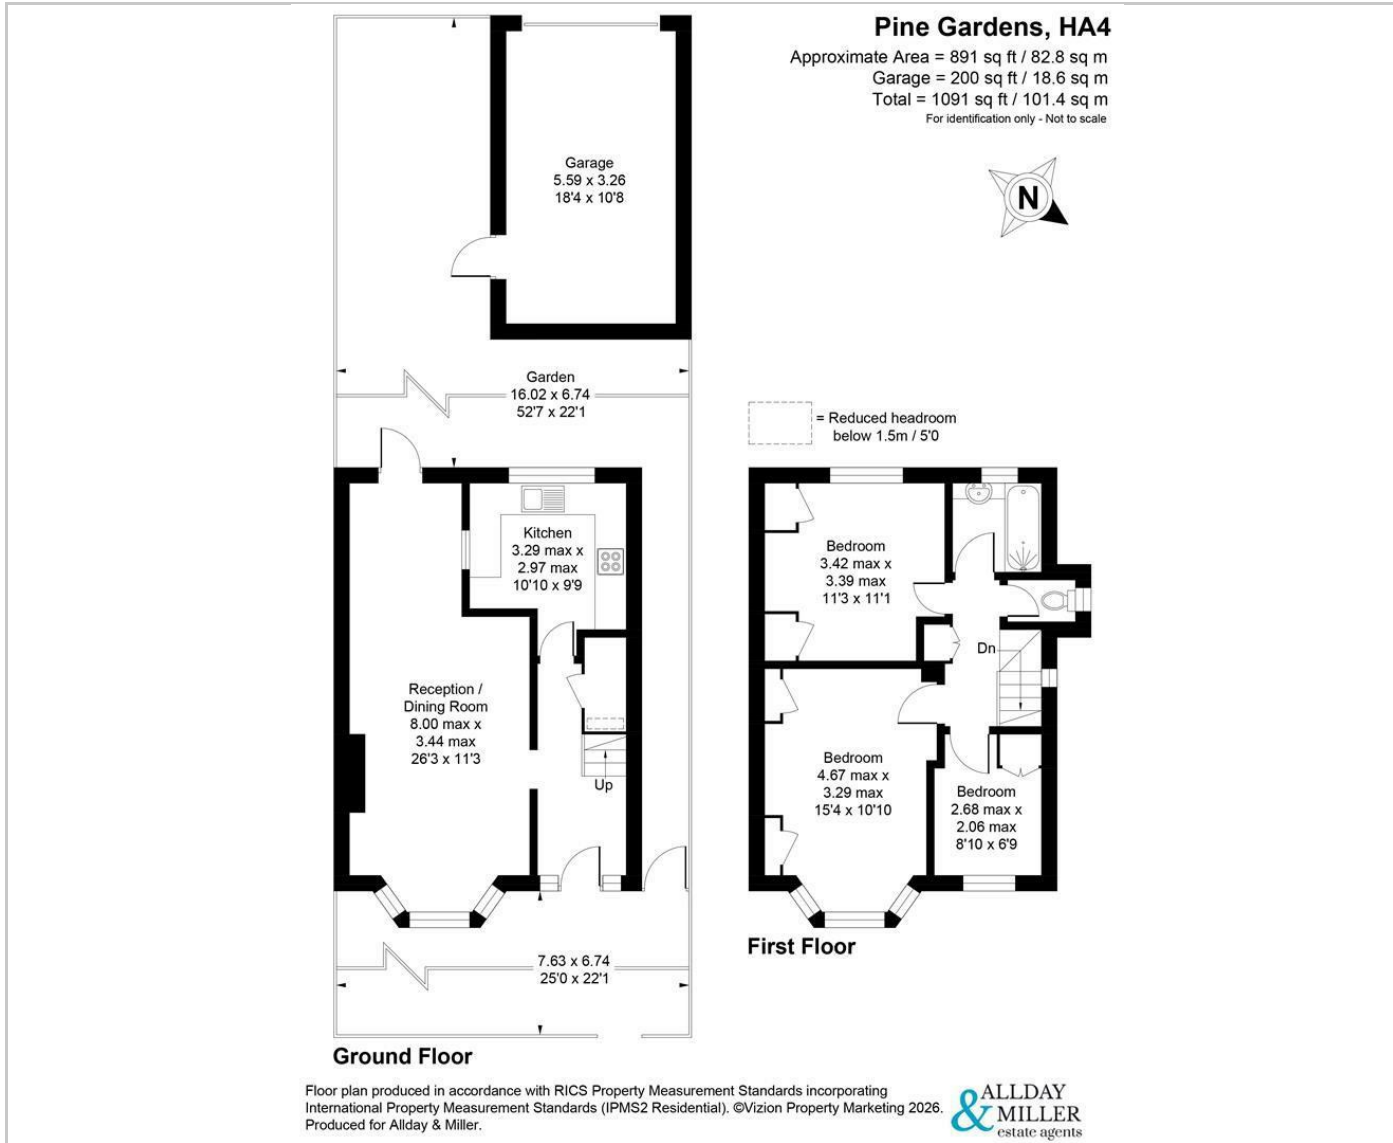 Pine Gardens, HA4
Approximate Area = 891 sq ft / 82.8 sq m
Garage = 200 sq ft / 18.6 sq m
Total = 1091 sq ft / 101.4 sq m
For identification only - Not to scale
N
Garage
5.59 x 3.26
18'4 x 10'8
Garden
16.02 x 6.74
52'7 x 22'1
= Reduced headroom
below 1.5m / 5'0
Kitchen
3.29 max x
2.97 max
10'10 x 9'9
Reception /
Dining Room
8.00 max x
3.44 max
26'3 x 11'3
Up
7.63 x 6.74
25'0 x 22'1
Ground Floor
Bedroom
3.42 max x
3.39 max
11'3 x 11'1
Dn
Bedroom
4.67 max x
3.29 max
15'4 x 10'10
Bedroom
2.68 max x
2.06 max
8'10 x 6'9
First Floor
Floor plan produced in accordance with RICS Property Measurement Standards incorporating
International Property Measurement Standards (IPMS2 Residential). ©Vizion Property Marketing 2026.
Produced for Allday & Miller.
ALLDAY
& MILLER
estate agents